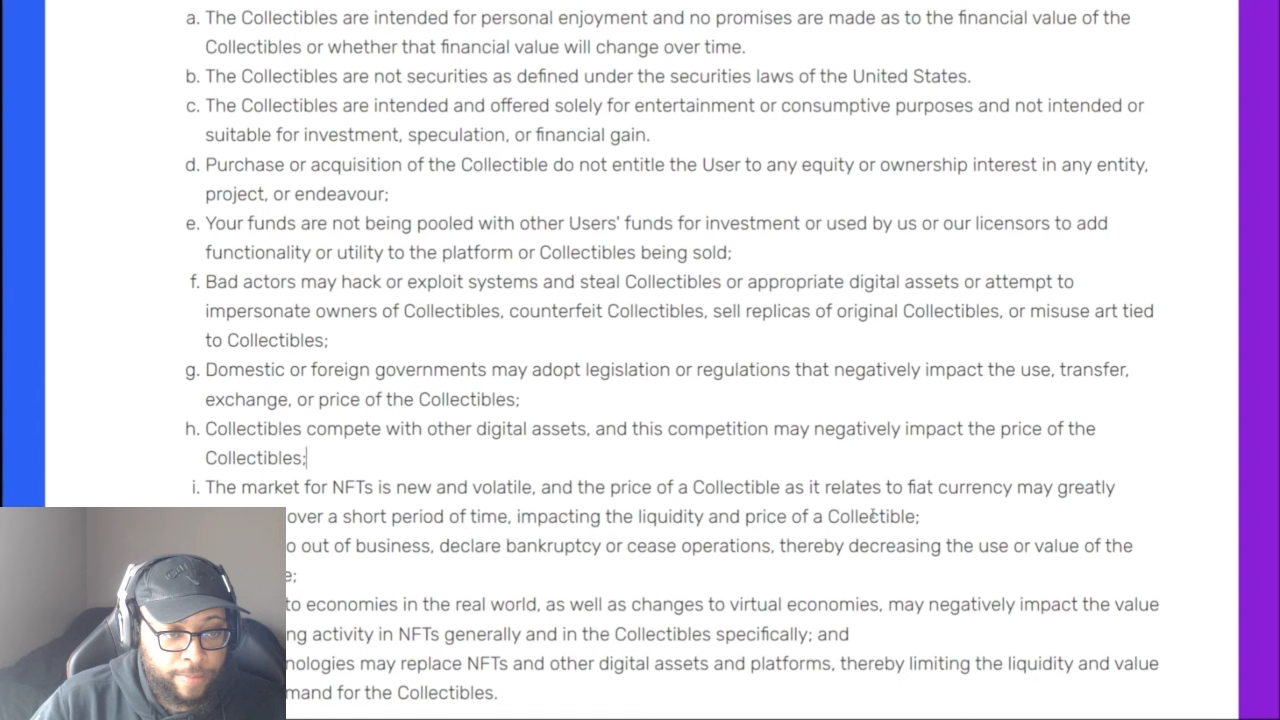 a. The Collectibles are intended for personal enjoyment and no promises are made as to the financial value of the
Collectibles or whether that financial value will change over time.
b. The Collectibles are not securities as defined under the securities laws of the United States.
c. The Collectibles are intended and offered solely for entertainment or consumptive purposes and not intended or
suitable for investment, speculation, or financial gain.
d. Purchase or acquisition of the Collectible do not entitle the User to any equity or ownership interest in any entity,
project, or endeavour;
e. Your funds are not being pooled with other Users' funds for investment or used by us or our licensors to add
functionality or utility to the platform or Collectibles being sold;
f. Bad actors may hack or exploit systems and steal Collectibles or appropriate digital assets or attempt to
impersonate owners of Collectibles, counterfeit Collectibles, sell replicas of original Collectibles, or misuse art tied
to Collectibles;
g. Domestic or foreign governments may adopt legislation or regulations that negatively impact the use, transfer,
exchange, or price of the Collectibles;
h. Collectibles compete with other digital assets, and this competition may negatively impact the price of the
Collectibles;
i. The market for NFTs is new and volatile, and the price of a Collectible as it relates to fiat currency may greatly
over a short period of time, impacting the liquidity and price of a Collectible;
out of business, declare bankruptcy or cease operations, thereby decreasing the use or value of the
to economies in the real world, as well as changes to virtual economies, may negatively impact the value
activity in NFTs generally and in the Collectibles specifically; and
may replace NFTs and other digital assets and platforms, thereby limiting the liquidity and value
for the Collectibles.